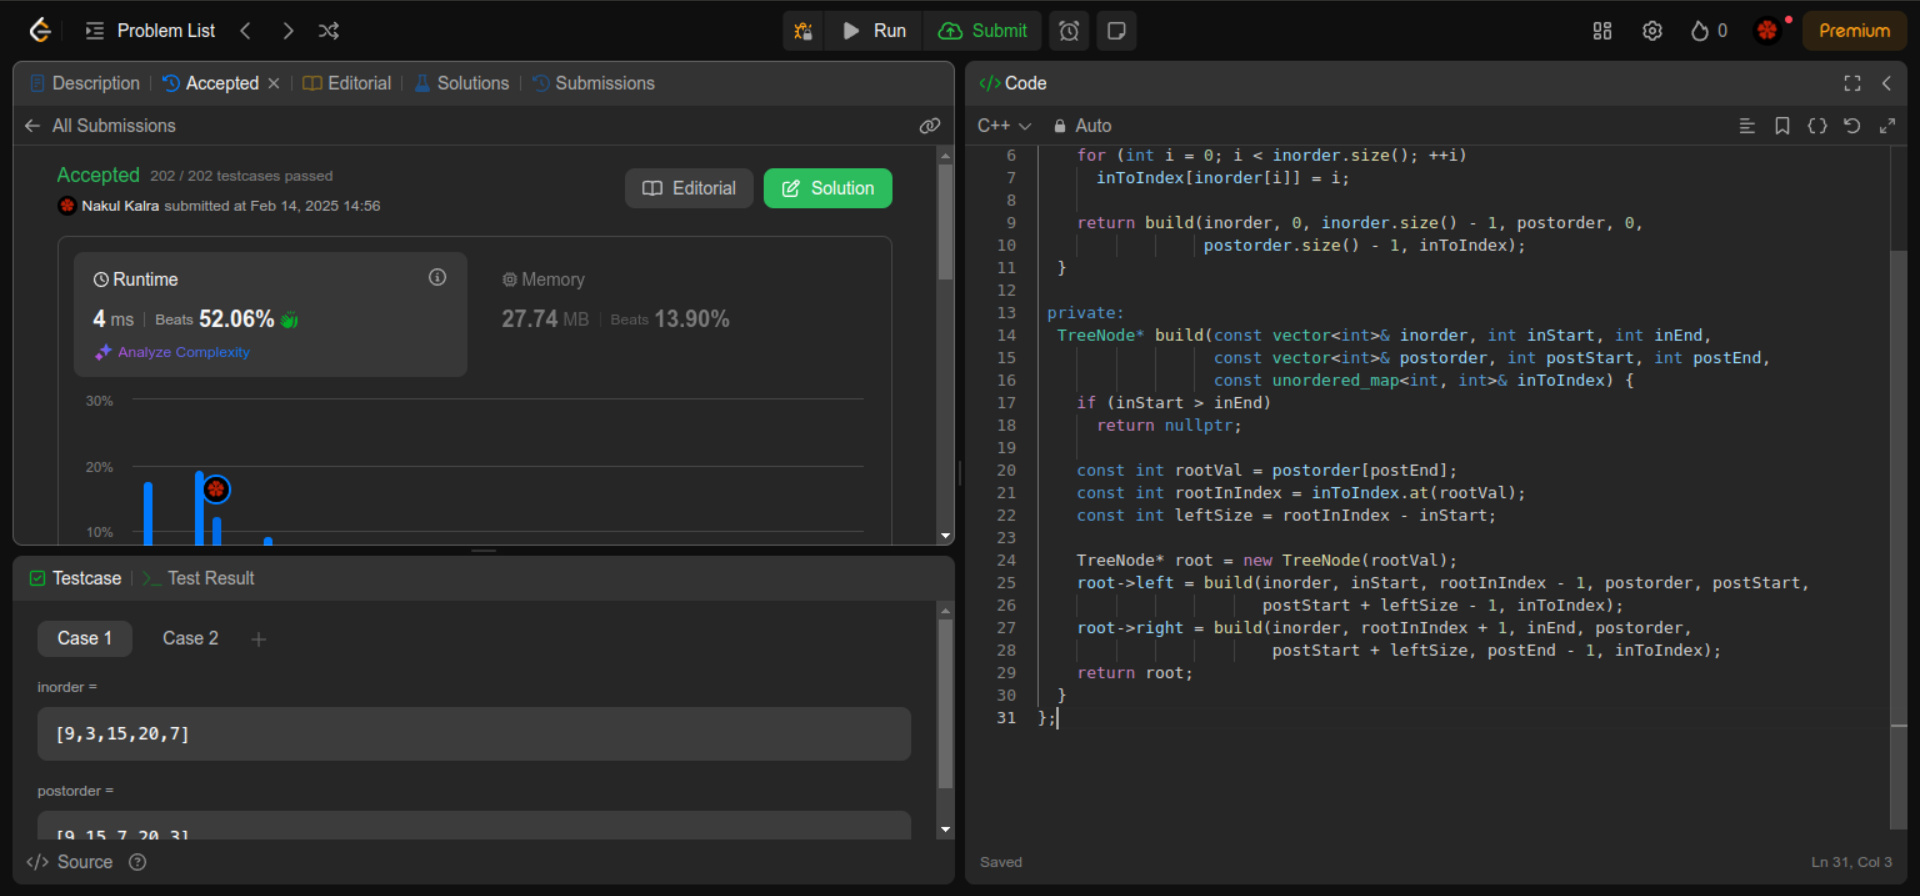 Problem List
Run
Submit
0
Premium
Description
Accepted
Editorial
Solutions
Submissions
All Submissions
Accepted 202 / 202 testcases passed
Nakul Kalra submitted at Feb 14, 2025 14:56
Editorial
Solution
Runtime
4 ms Beats 52.06%
Analyze Complexity
Memory
27.74 MB Beats 13.90%
30%
20%
10%
Testcase
>_ Test Result
Case 1
Case 2
+
inorder =
[9,3,15,20,7]
postorder =
[9,15,7,20,3]
</> Source
</> Code
C++
Auto
6 for (int i = 0; i < inorder.size(); ++i)
7 inToIndex[inorder[i]] = i;
8
9 return build(inorder, 0, inorder.size() - 1, postorder, 0,
10 postorder.size() - 1, inToIndex);
11 }
12
13 private:
14 TreeNode* build(const vector<int>& inorder, int inStart, int inEnd,
15 const vector<int>& postorder, int postStart, int postEnd,
16 const unordered_map<int, int>& inToIndex) {
17 if (inStart > inEnd)
18 return nullptr;
19
20 const int rootVal = postorder[postEnd];
21 const int rootInIndex = inToIndex.at(rootVal);
22 const int leftSize = rootInIndex - inStart;
23
24 TreeNode* root = new TreeNode(rootVal);
25 root->left = build(inorder, inStart, rootInIndex - 1, postorder, postStart,
26 postStart + leftSize - 1, inToIndex);
27 root->right = build(inorder, rootInIndex + 1, inEnd, postorder,
28 postStart + leftSize, postEnd - 1, inToIndex);
29 return root;
30 }
31 };
Saved
Ln 31, Col 3